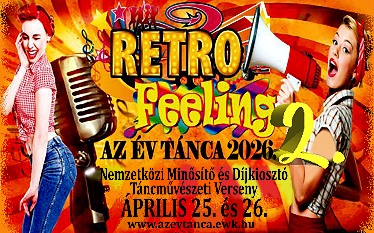 RETRO
Feeling 2.
AZ ÉV TÁNCA 2026.
Nemzetközi Minősítő és Díjkiosztó
Táncművészeti Verseny
ÁPRILIS 25. és 26.
www.azevtanca.ewk.hu